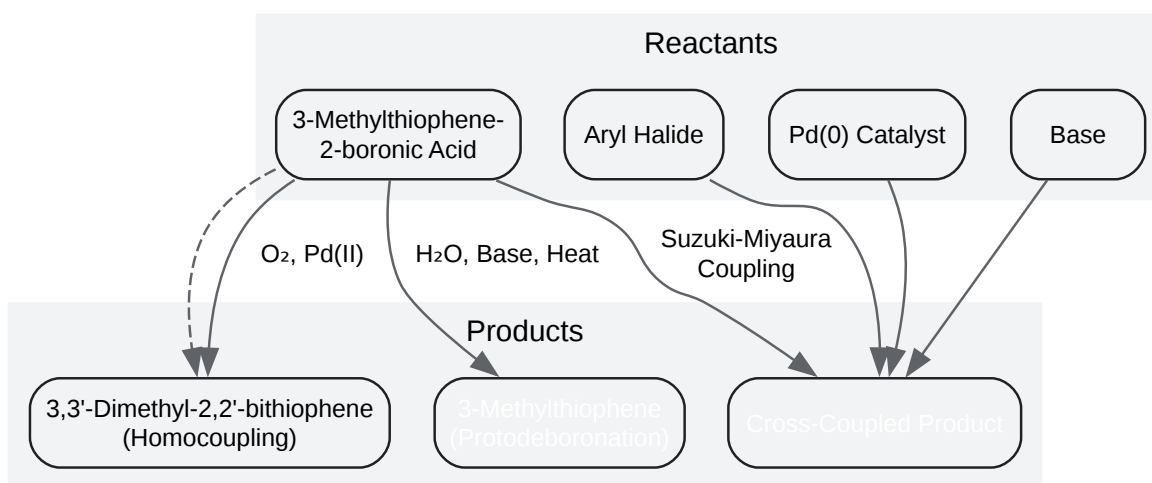 Reactants
3-Methylthiophene-
2-boronic Acid
Aryl Halide
Pd(0) Catalyst
Base
O₂, Pd(II)
H₂O, Base, Heat
Suzuki-Miyaura
Coupling
Products
3,3'-Dimethyl-2,2'-bithiophene
(Homocoupling)
3-Methylthiophene
(Protodeboronation)
Cross-Coupled Product